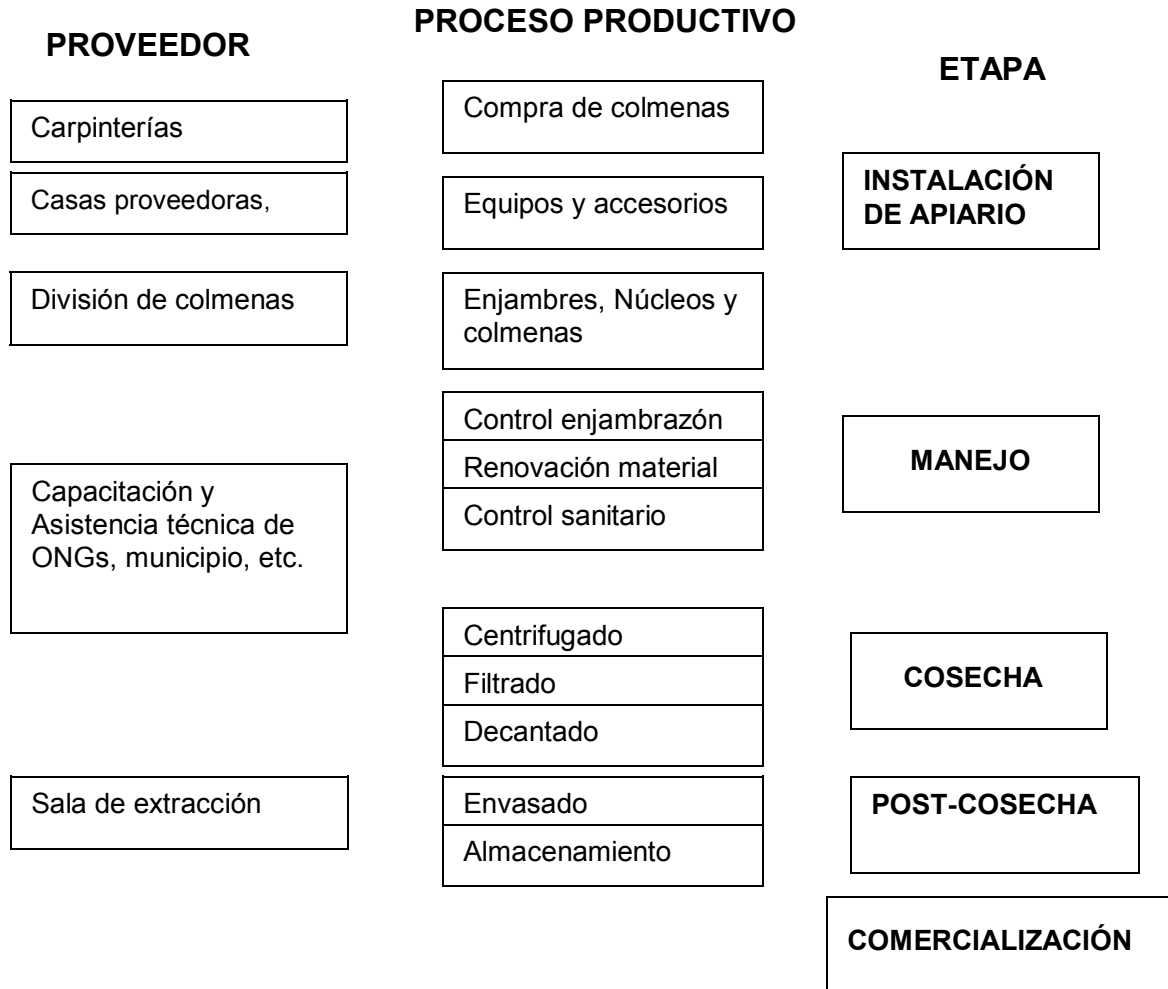 PROVEEDOR
Carpinterías
Casas proveedoras,
División de colmenas
Capacitación y
Asistencia técnica de
ONGs, municipio, etc.
Sala de extracción
PROCESO PRODUCTIVO
Compra de colmenas
Equipos y accesorios
Enjambres, Núcleos y
colmenas
Control enjambrazón
Renovación material
Control sanitario
Centrifugado
Filtrado
Decantado
Envasado
Almacenamiento
ETAPA
INSTALACIÓN
DE APIARIO
MANEJO
COSECHA
POST-COSECHA
COMERCIALIZACIÓN